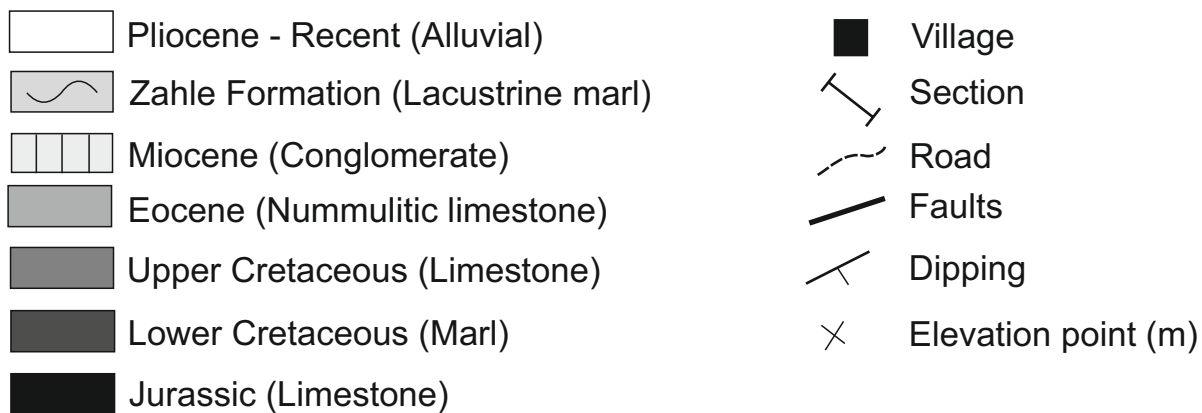 Pliocene - Recent (Alluvial)
Zahle Formation (Lacustrine marl)
Miocene (Conglomerate)
Eocene (Nummulitic limestone)
Upper Cretaceous (Limestone)
Lower Cretaceous (Marl)
Jurassic (Limestone)
Village
Section
Road
Faults
Dipping
Elevation point (m)